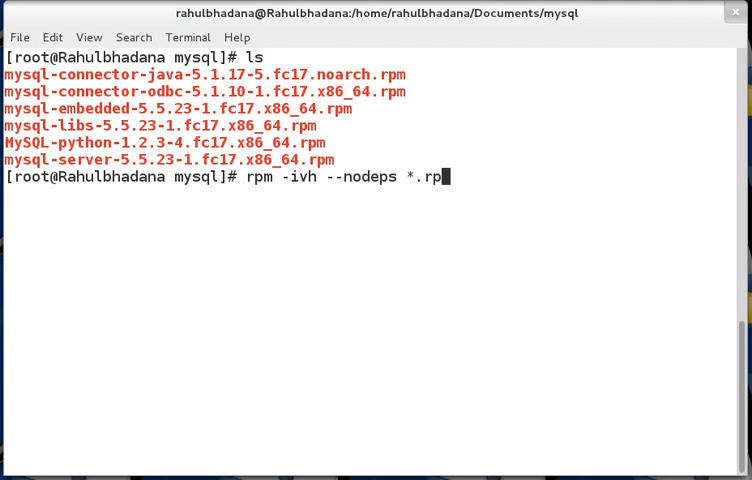 rahulbhadana@Rahulbhadana:/home/rahulbhadana/Documents/mysql
File Edit View Search Terminal Help
[root@Rahulbhadana mysql]# ls
mysql-connector-java-5.1.17-5.fc17.noarch.rpm
mysql-connector-odbc-5.1.10-1.fc17.x86_64.rpm
mysql-embedded-5.5.23-1.fc17.x86_64.rpm
mysql-libs-5.5.23-1.fc17.x86_64.rpm
MySQL-python-1.2.3-4.fc17.x86_64.rpm
mysql-server-5.5.23-1.fc17.x86_64.rpm
[root@Rahulbhadana mysql]# rpm -ivh --nodeps *.rp